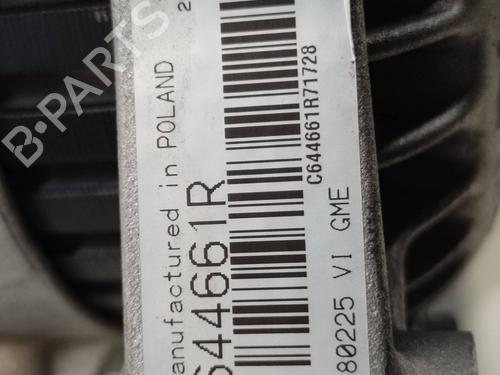 anufactured in POLAND
644661R
C644661R71728
80225 VI GME
B-PARTS